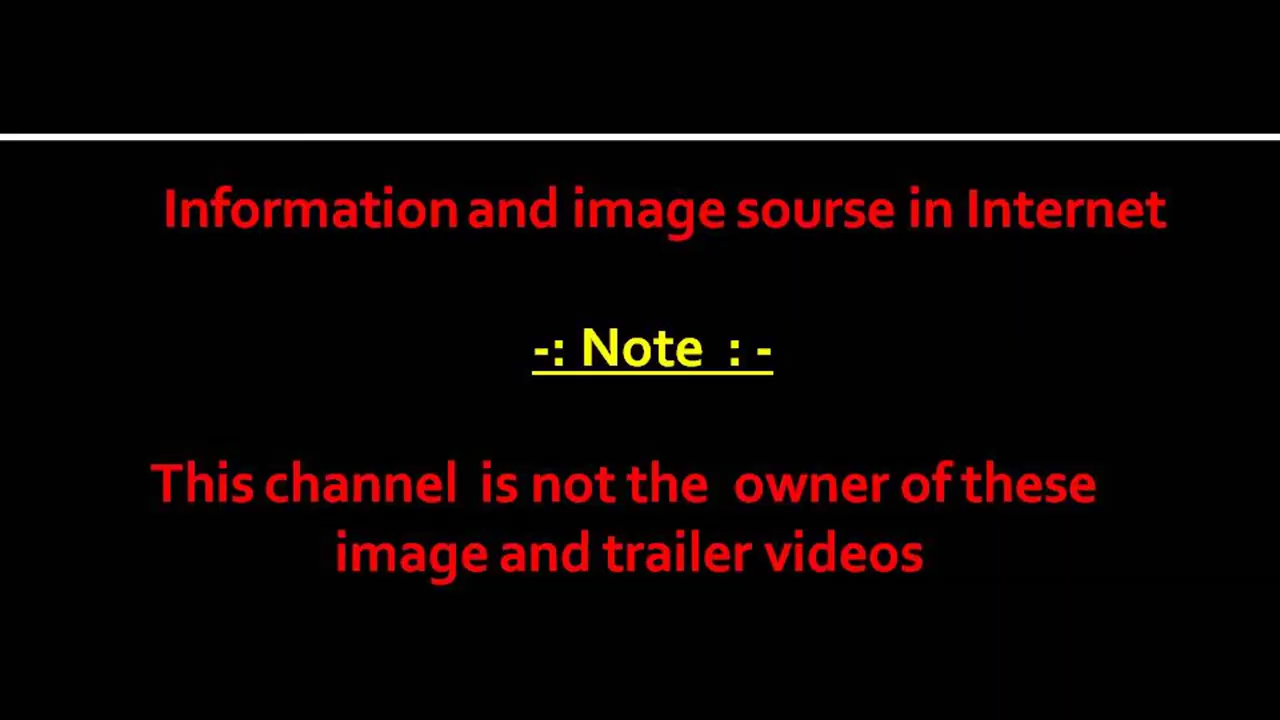 Information and image sourse in Internet
-: Note : -
This channel is not the owner of these
image and trailer videos